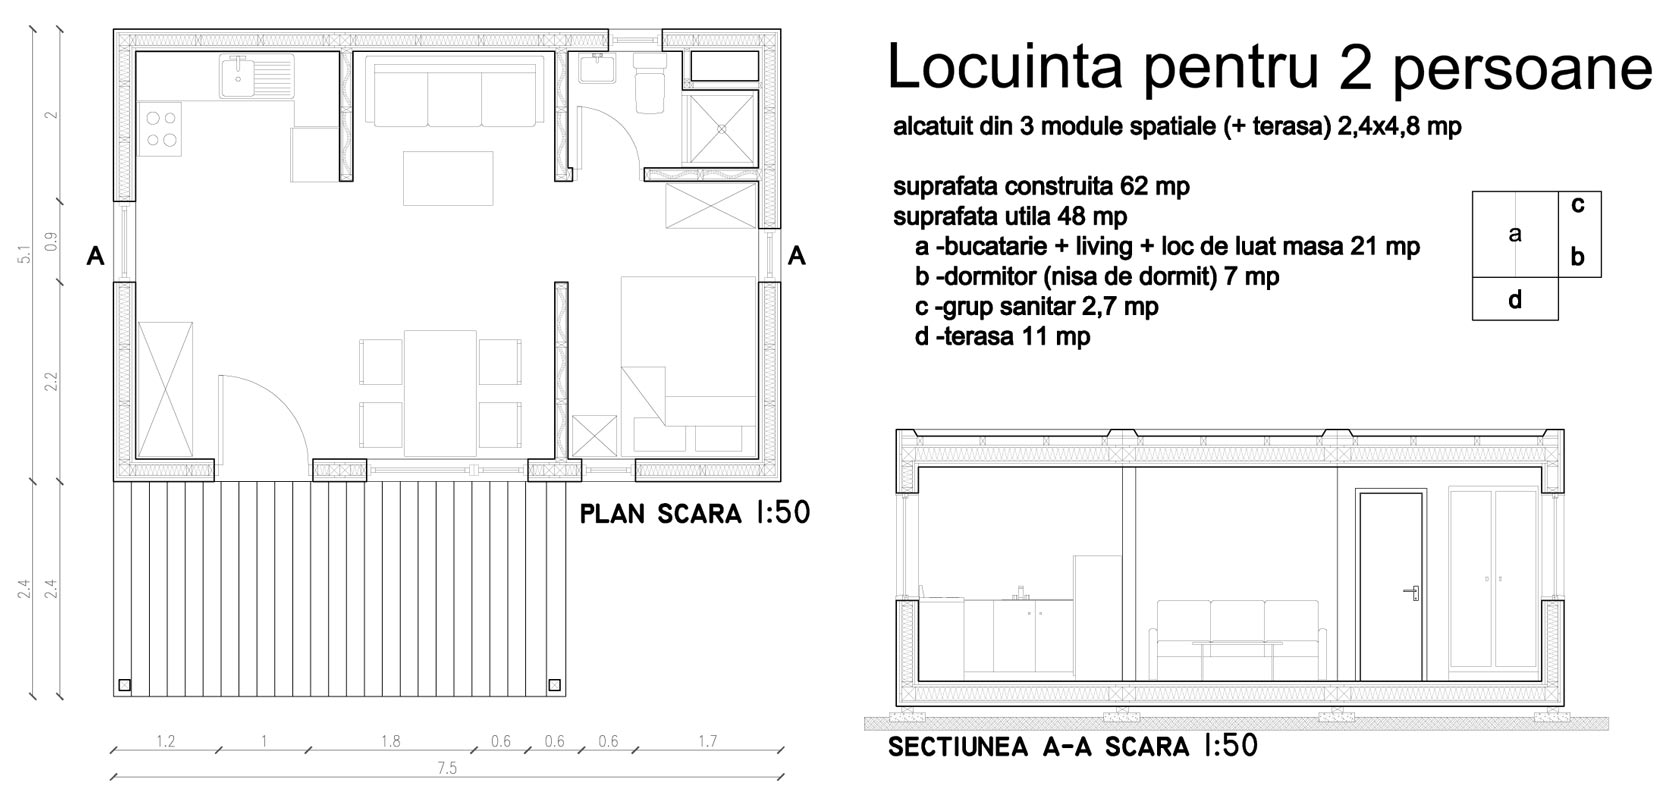 Locuinta pentru 2 persoane
alcatuit din 3 module spatiale (+ terasa) 2,4x4,8 mp
suprafata construita 62 mp
suprafata utila 48 mp
a -bucatarie + living + loc de luat masa 21 mp
b -dormitor (nisa de dormit) 7 mp
c -grup sanitar 2,7 mp
d -terasa 11 mp
c
a
b
d
2
0.9
5.1
2.2
2.4
2.4
A
A
PLAN SCARA 1:50
1.2
1
1.8
0.6
0.6
0.6
1.7
7.5
SECTIUNEA A-A SCARA 1:50